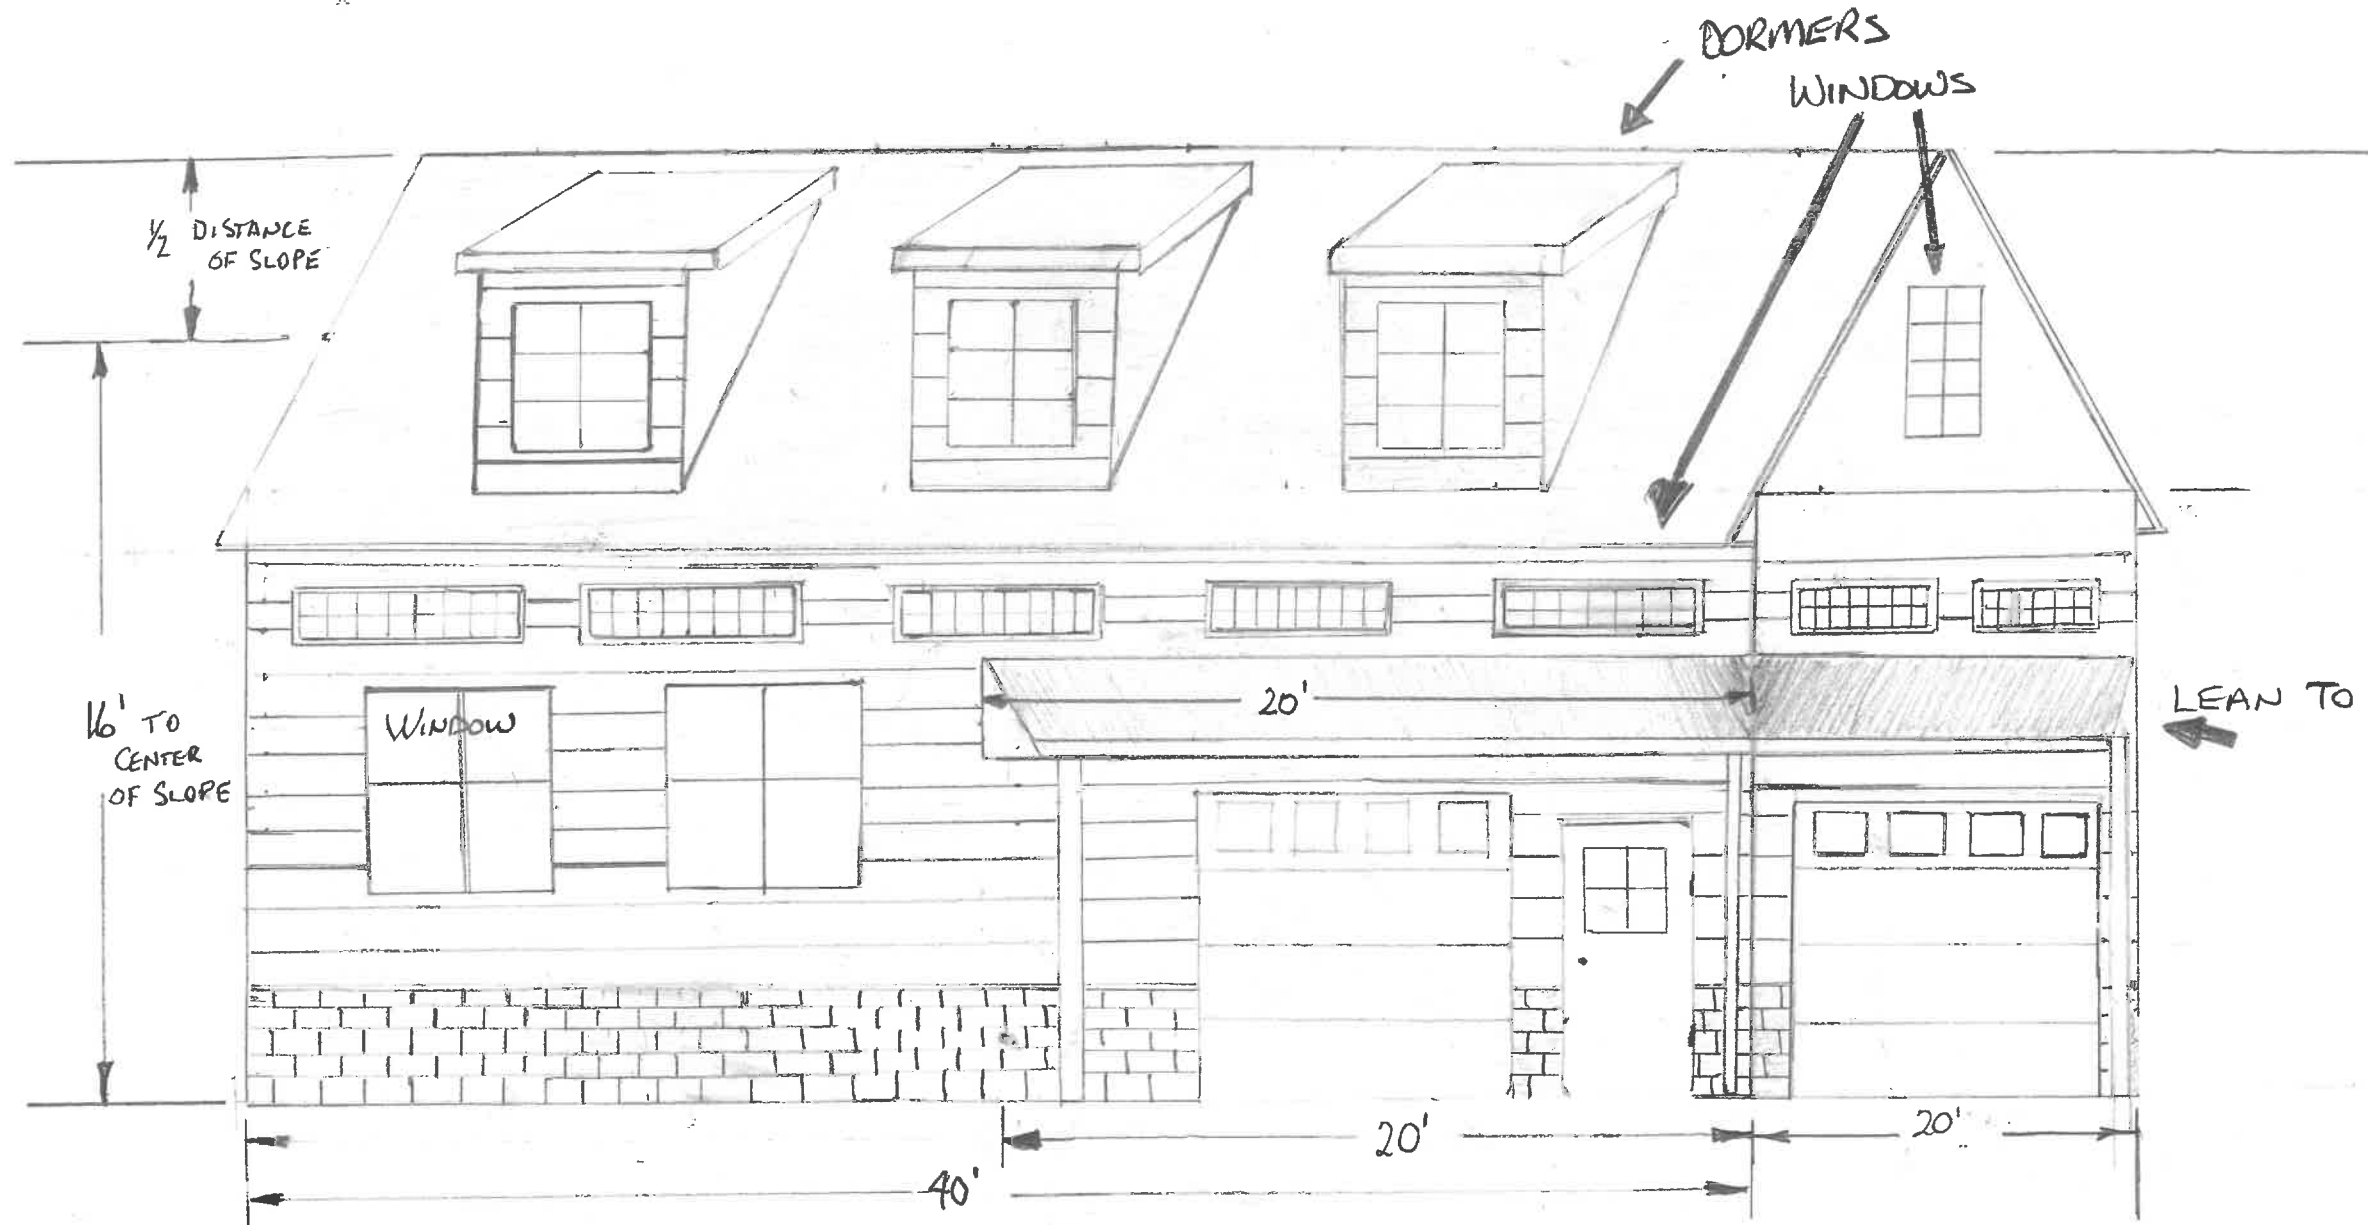 DORMERS
WINDOWS
1/2 DISTANCE
OF SLOPE
16' TO
CENTER
OF SLOPE
WINDOW
20'
LEAN TO
20'
20'
40'